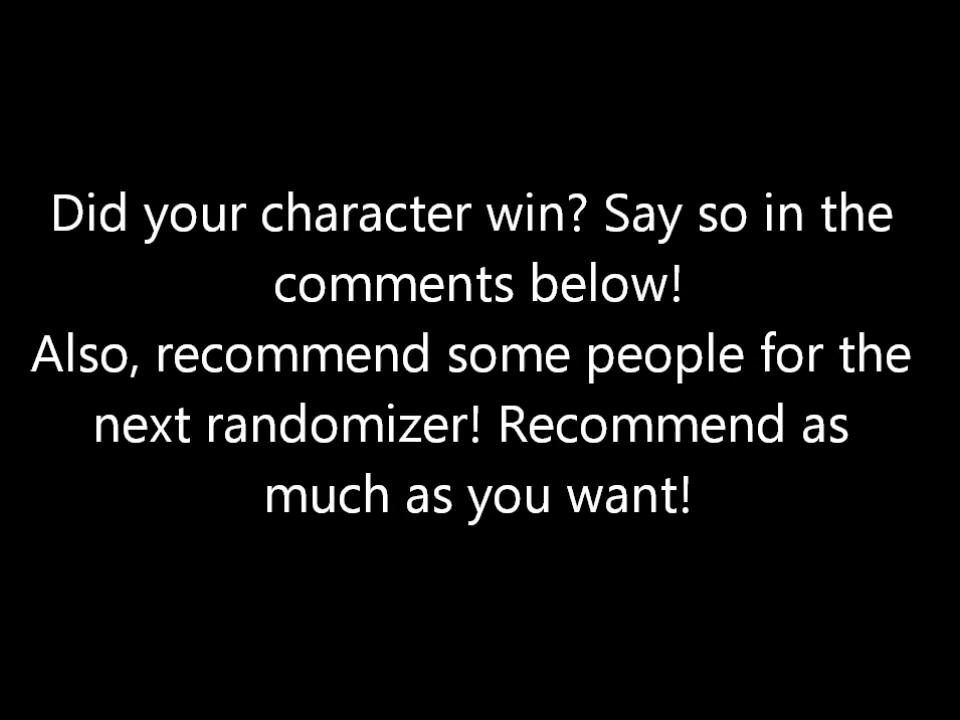 Did your character win? Say so in the
comments below!
Also, recommend some people for the
next randomizer! Recommend as
much as you want!